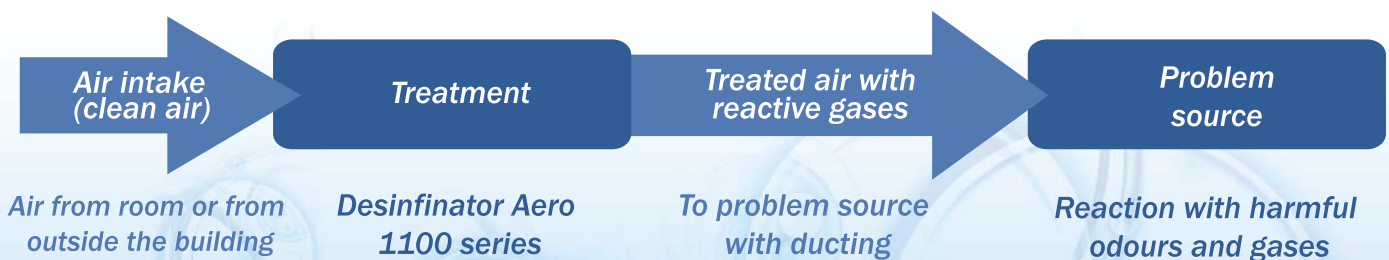 Air intake
(clean air)
Treatment
Treated air with
reactive gases
Problem
source
Air from room or from
outside the building
Desinfinator Aero
1100 series
To problem source
with ducting
Reaction with harmful
odours and gases